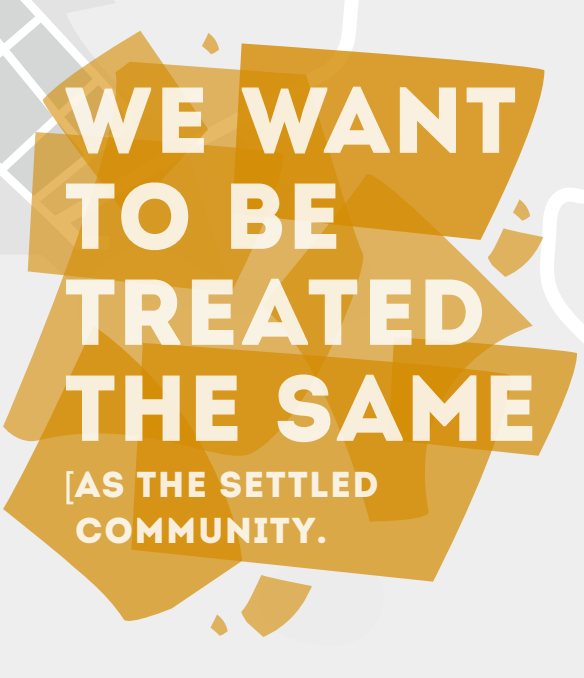 WE WANT
TO BE
TREATED
THE SAME
[AS THE SETTLED
COMMUNITY.